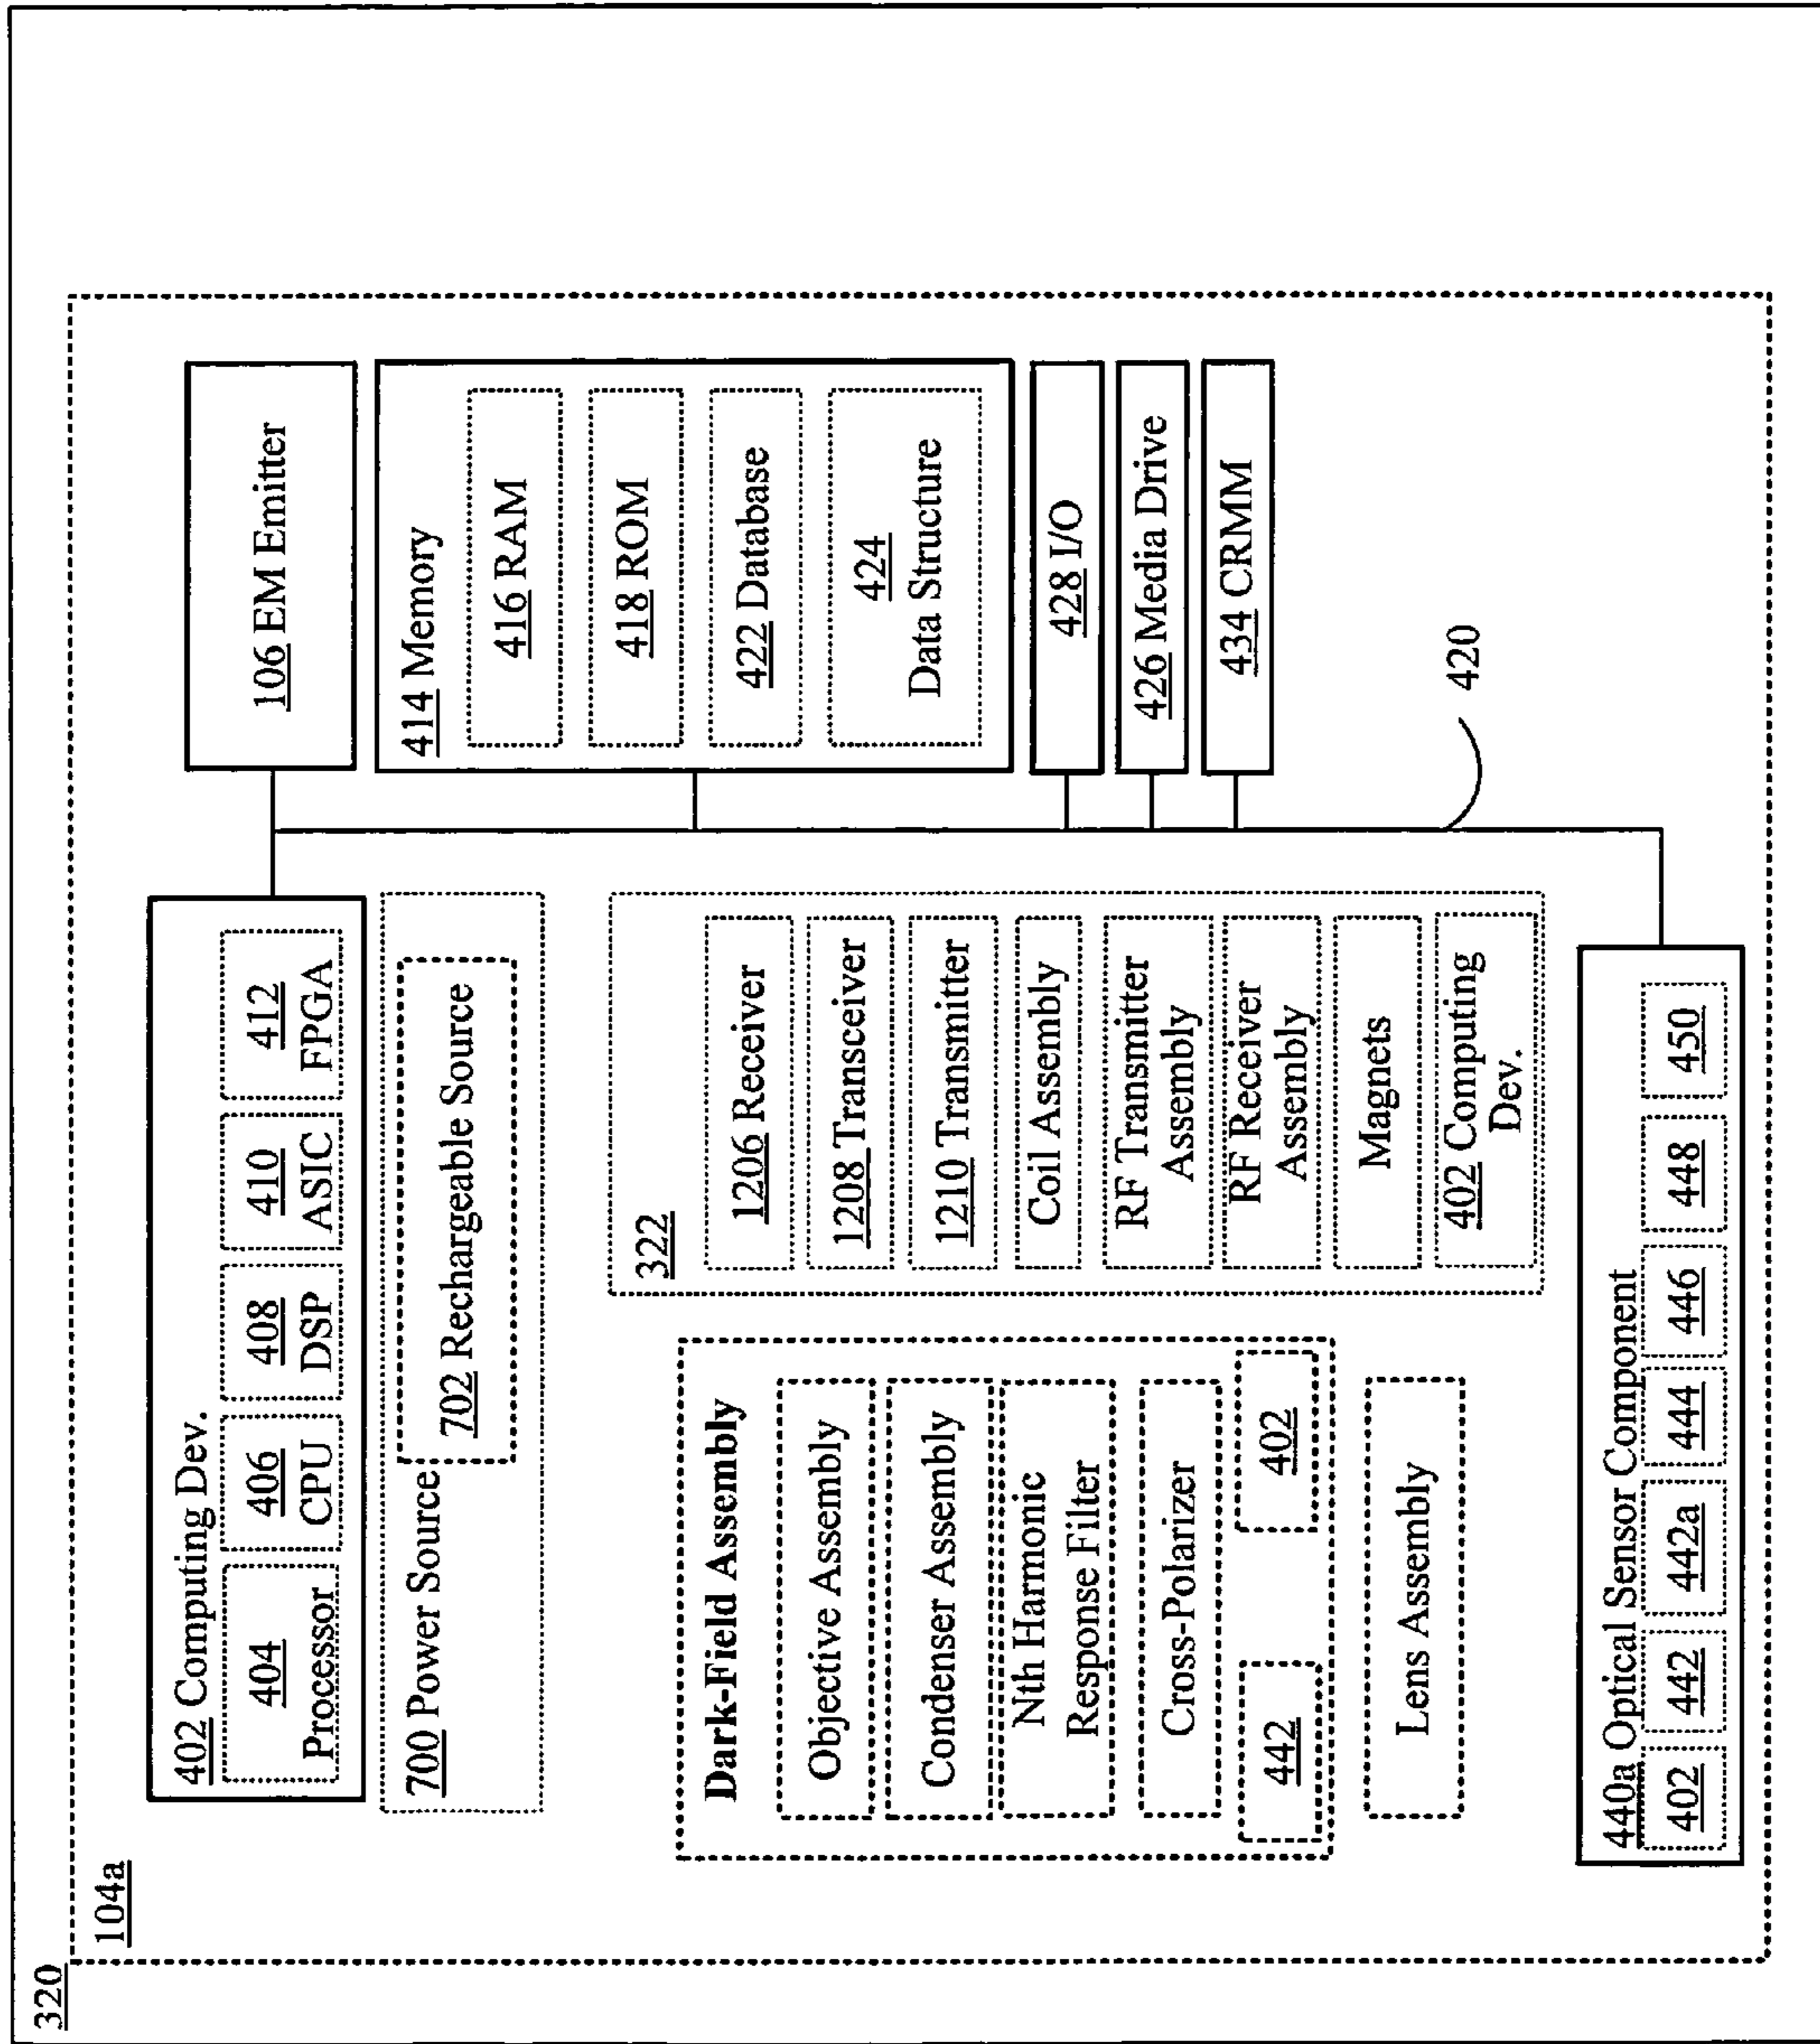 320
104a
402 Computing Dev.
404
Processor
406
CPU
408
DSP
410
ASIC
412
FPGA
700 Power Source
702 Rechargeable Source
106 EM Emitter
414 Memory
416 RAM
418 ROM
422 Database
424
Data Structure
428 I/O
426 Media Drive
434 CRMM
420
Dark-Field Assembly
Objective Assembly
Condenser Assembly
Nth Harmonic
Response Filter
Cross-Polarizer
442
402
Lens Assembly
322
1206 Receiver
1208 Transceiver
1210 Transmitter
Coil Assembly
RF Transmitter
Assembly
RF Receiver
Assembly
Magnets
402 Computing
Dev.
440a Optical Sensor Component
402
442
442a
444
446
448
450